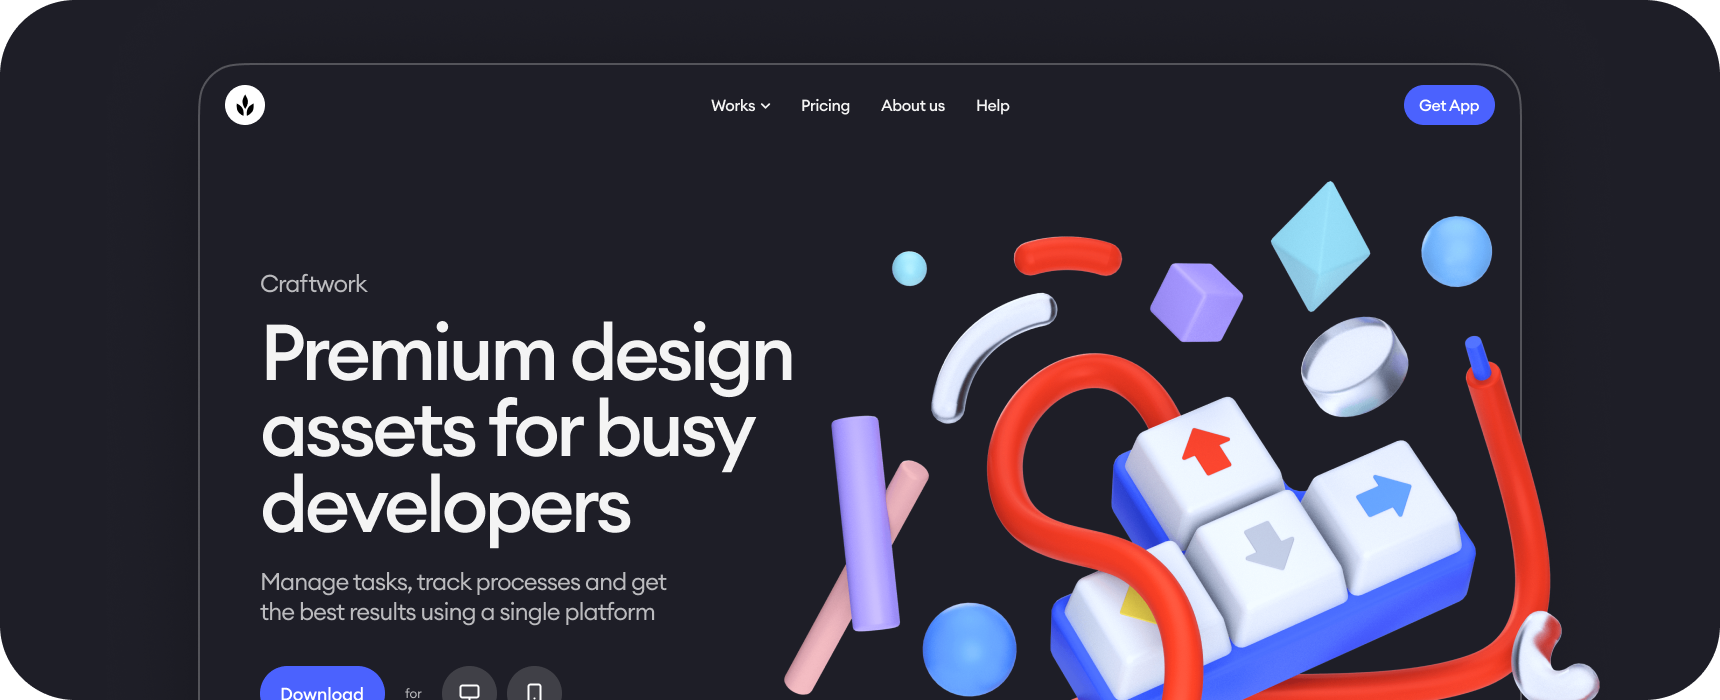 Works
Pricing
About us
Help
Get App
Craftwork
Premium design
assets for busy
developers
Manage tasks, track processes and get
the best results using a single platform
Download
for